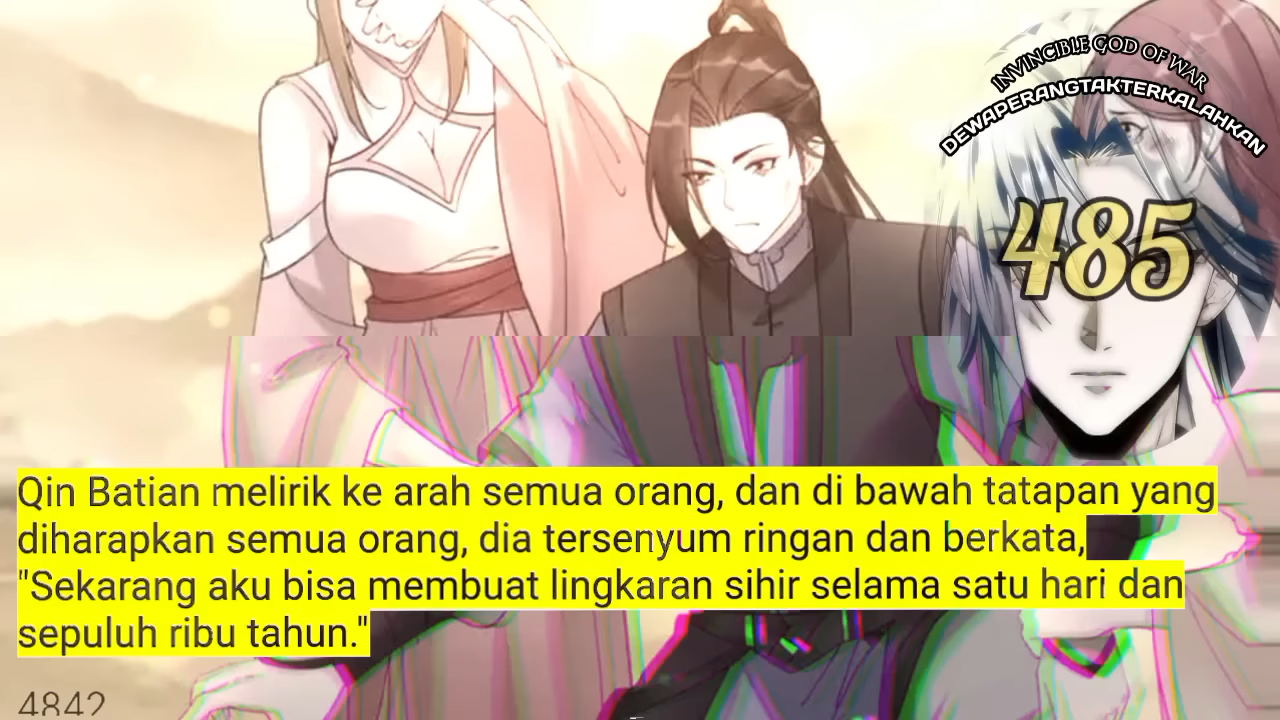 INVINCIBLE GOD OF WAR
DEWAPERANGTAKTERKALAHKAN
485
Qin Batian melirik ke arah semua orang, dan di bawah tatapan yang
diharapkan semua orang, dia tersenyum ringan dan berkata,
"Sekarang aku bisa membuat lingkaran sihir selama satu hari dan
sepuluh ribu tahun."
4842